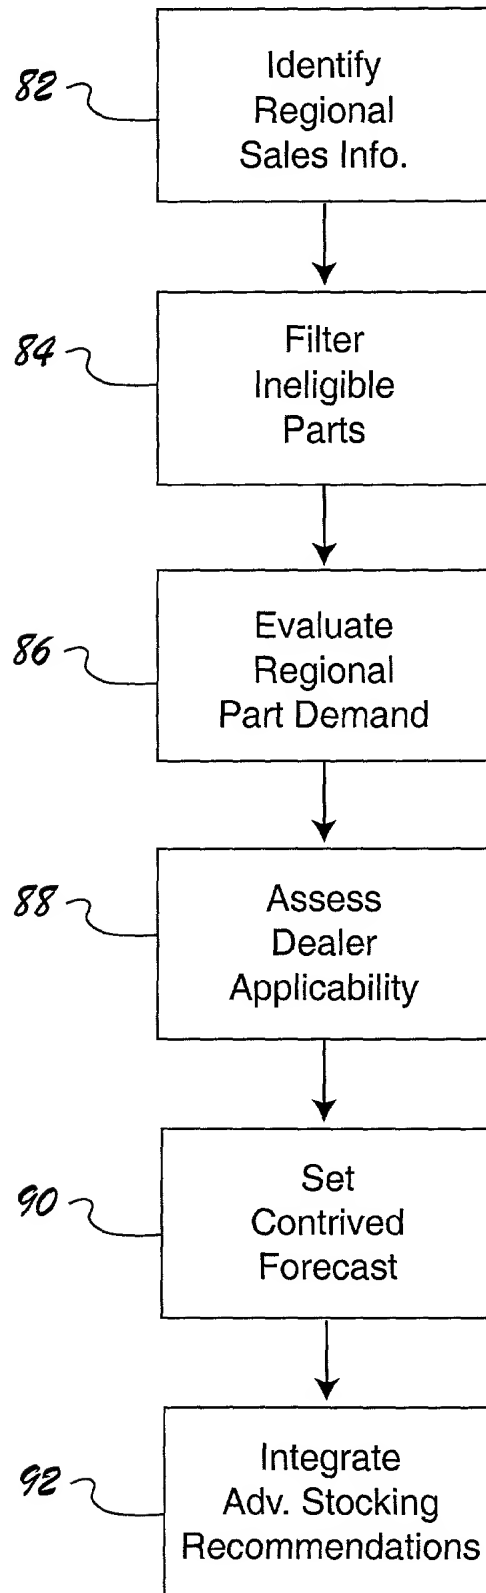 82
Identify
Regional
Sales Info.
84
Filter
Ineligible
Parts
86
Evaluate
Regional
Part Demand
88
Assess
Dealer
Applicability
90
Set
Contrived
Forecast
92
Integrate
Adv. Stocking
Recommendations